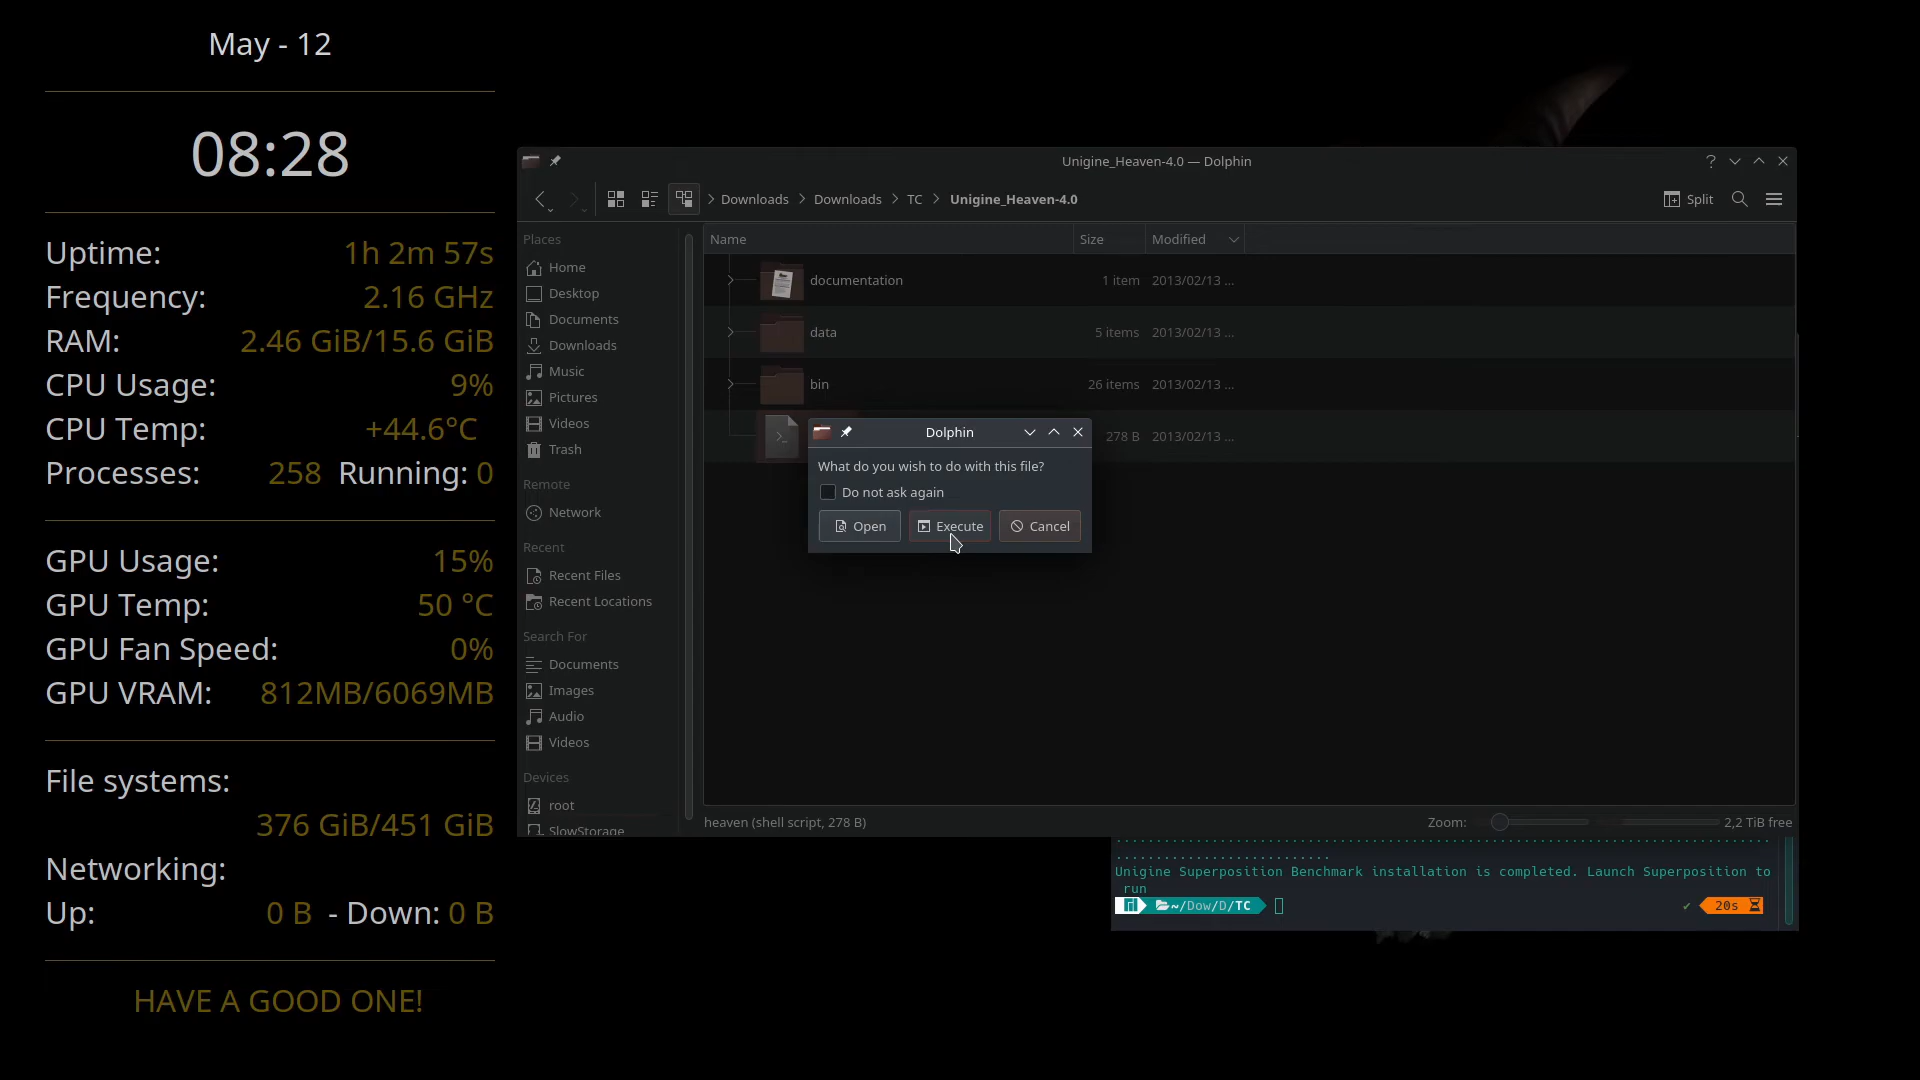 May - 12
08:28
Uptime: 1h 2m 57s
Frequency: 2.16 GHz
RAM: 2.46 GiB/15.6 GiB
CPU Usage: 9%
CPU Temp: +44.6°C
Processes: 258 Running: 0
GPU Usage: 15%
GPU Temp: 50 °C
GPU Fan Speed: 0%
GPU VRAM: 812MB/6069MB
File systems:
376 GiB/451 GiB
Networking:
Up: 0 B - Down: 0 B
HAVE A GOOD ONE!
Unigine_Heaven-4.0 — Dolphin
Downloads Downloads TC Unigine_Heaven-4.0
Split
Places
Home
Desktop
Documents
Downloads
Music
Pictures
Videos
Trash
Remote
Network
Recent
Recent Files
Recent Locations
Search For
Documents
Images
Audio
Videos
Devices
root
SlowStorage
Name Size Modified
documentation 1 item 2013/02/13 ...
data 5 items 2013/02/13 ...
bin 26 items 2013/02/13 ...
278 B 2013/02/13 ...
Dolphin
What do you wish to do with this file?
Do not ask again
Open Execute Cancel
heaven (shell script, 278 B) Zoom: 2,2 TiB free
Unigine Superposition Benchmark installation is completed. Launch Superposition to
run
~/Dow/D/TC ✓ 20s